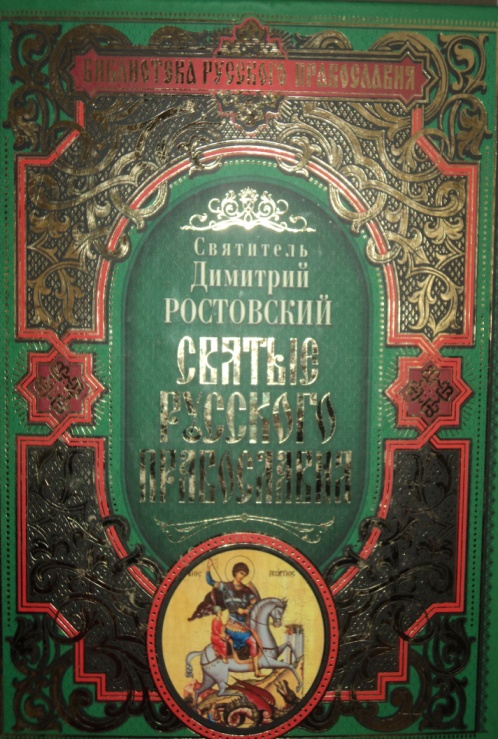 БИБЛИОТЕКА РУССКОГО ПРАВОСЛАВИЯ
Святитель
Димитрий
РОСТОВСКИЙ
СВЯТЫЕ
РУССКОГО
ПРАВОСЛАВИЯ